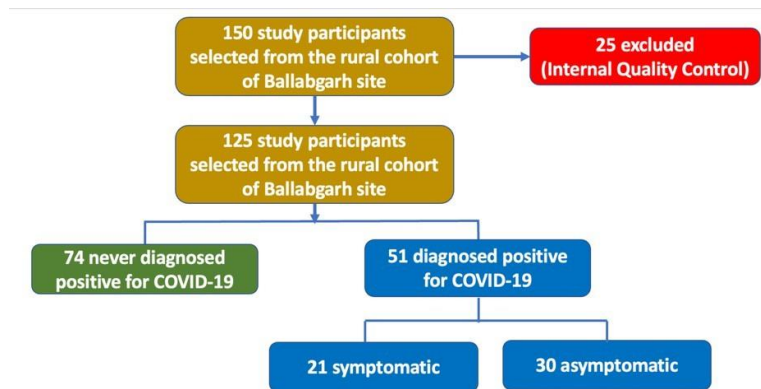 150 study participants
selected from the rural cohort
of Ballabgarh site
25 excluded
(Internal Quality Control)
125 study participants
selected from the rural cohort
of Ballabgarh site
74 never diagnosed
positive for COVID-19
51 diagnosed positive
for COVID-19
21 symptomatic
30 asymptomatic